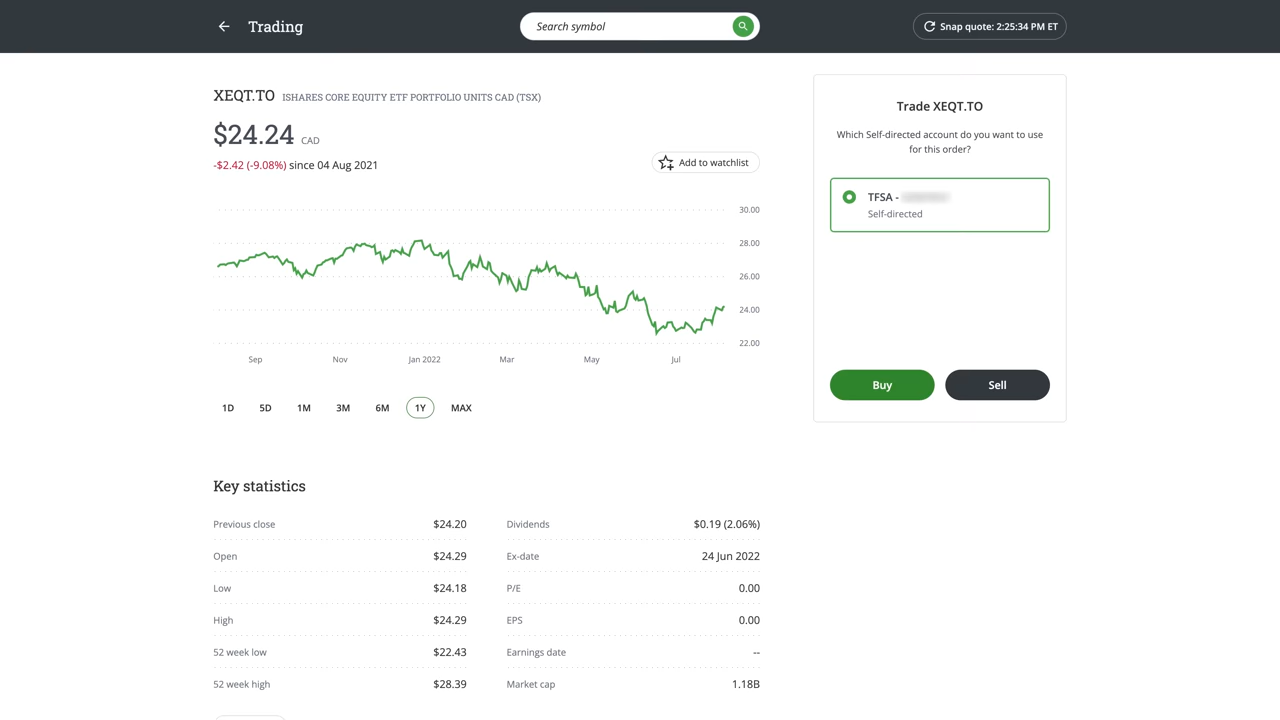 Trading
Search symbol
Snap quote: 2:25:34 PM ET
XEQT.TO ISHARES CORE EQUITY ETF PORTFOLIO UNITS CAD (TSX)
$24.24 CAD
-$2.42 (-9.08%) since 04 Aug 2021
Add to watchlist
30.00
28.00
26.00
24.00
22.00
Sep Nov Jan 2022 Mar May Jul
1D 5D 1M 3M 6M 1Y MAX
Trade XEQT.TO
Which Self-directed account do you want to use
for this order?
TFSA -
Self-directed
Buy Sell
Key statistics
Previous close $24.20
Open $24.29
Low $24.18
High $24.29
52 week low $22.43
52 week high $28.39
Dividends $0.19 (2.06%)
Ex-date 24 Jun 2022
P/E 0.00
EPS 0.00
Earnings date --
Market cap 1.18B